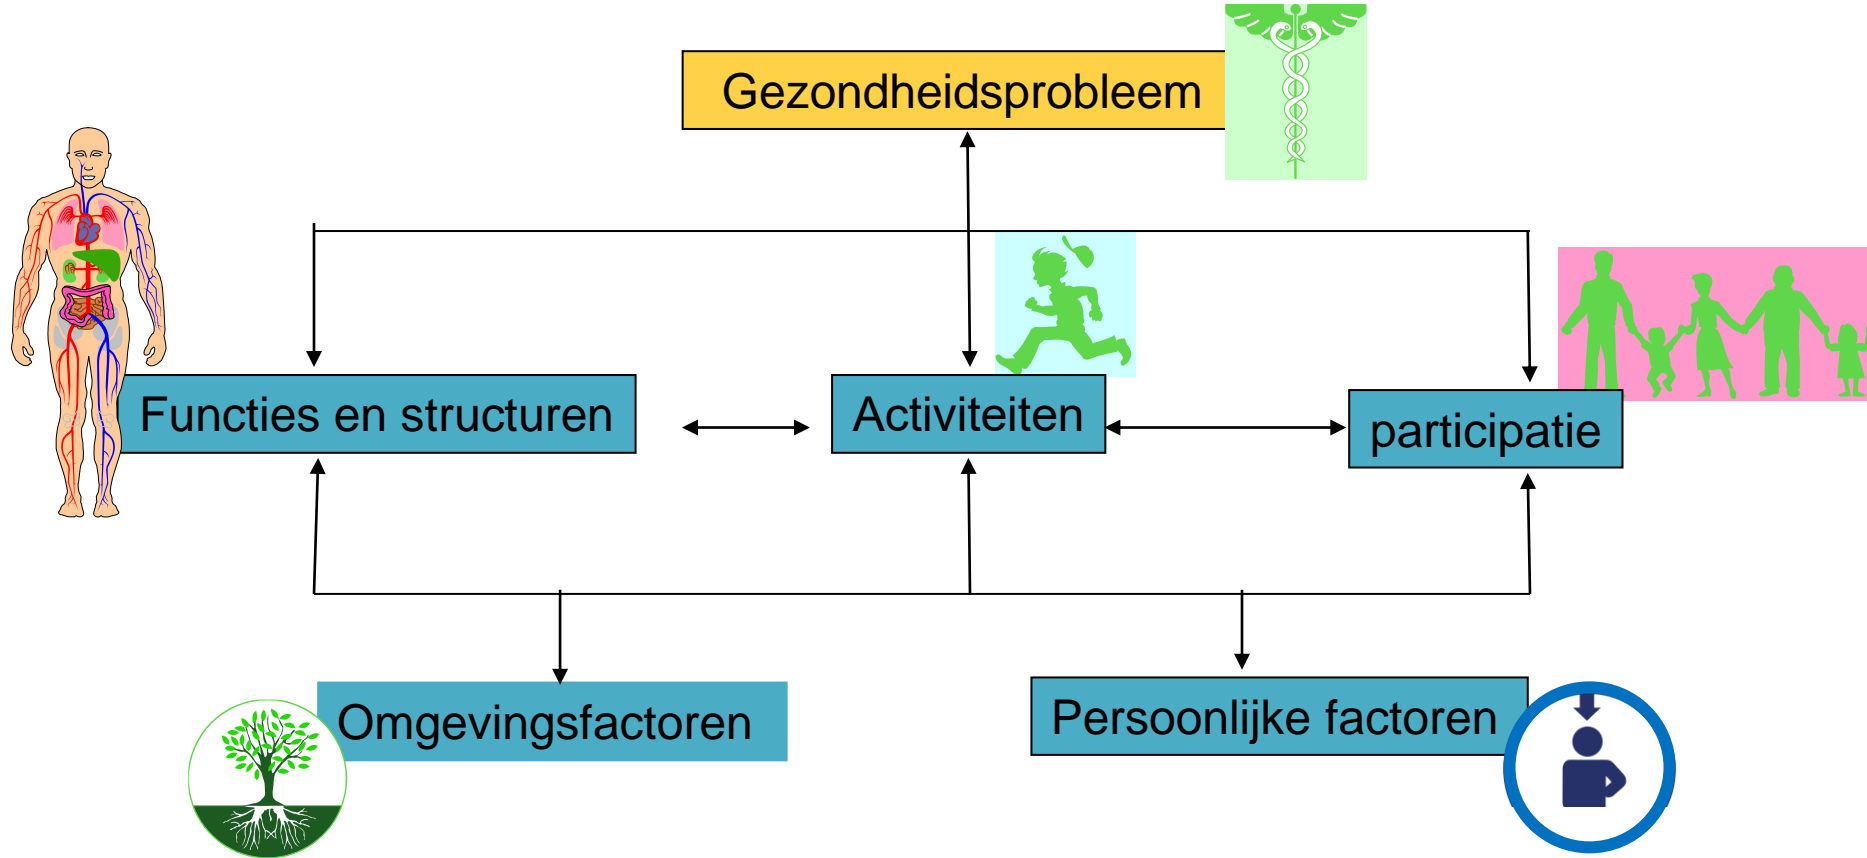 Gezondheidsprobleem
Functies en structuren
Activiteiten
participatie
Omgevingsfactoren
Persoonlijke factoren